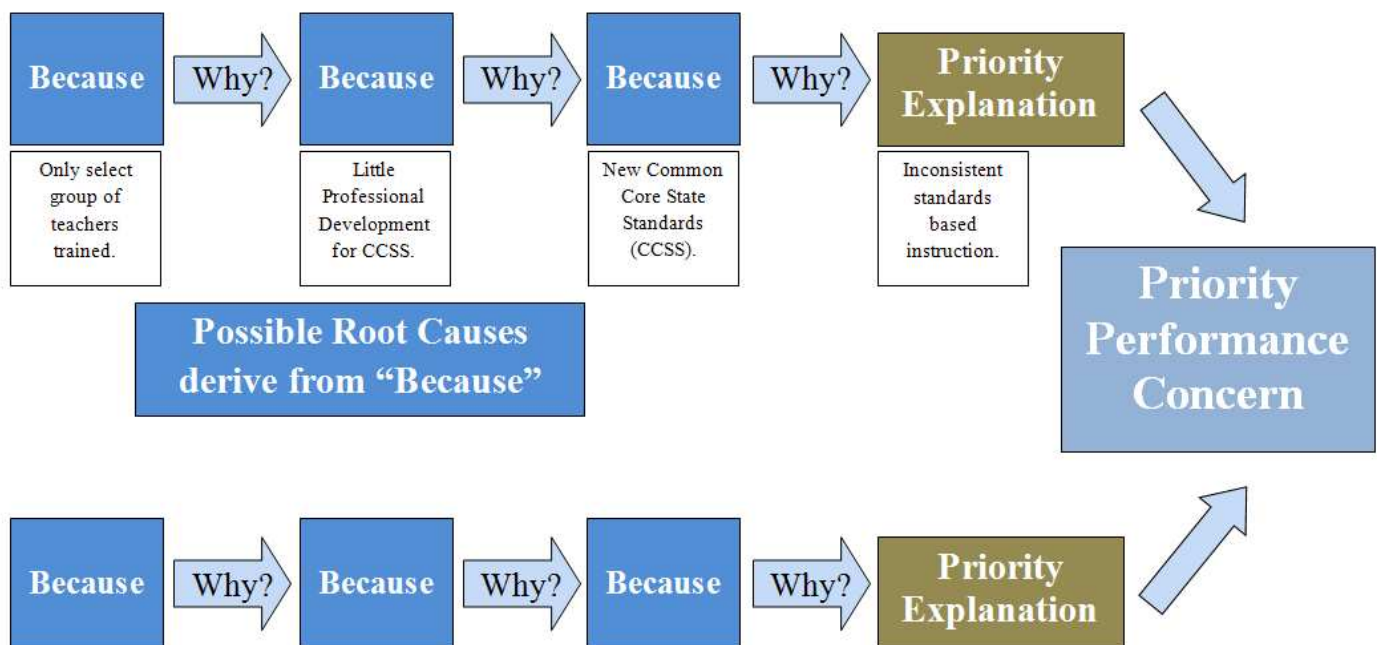 Because
Why?
Because
Why?
Because
Why?
Priority
Explanation
Only select
group of
teachers
trained.
Little
Professional
Development
for CCSS.
New Common
Core State
Standards
(CCSS).
Inconsistent
standards
based
instruction.
Possible Root Causes
derive from “Because”
Priority
Performance
Concern
Because
Why?
Because
Why?
Because
Why?
Priority
Explanation